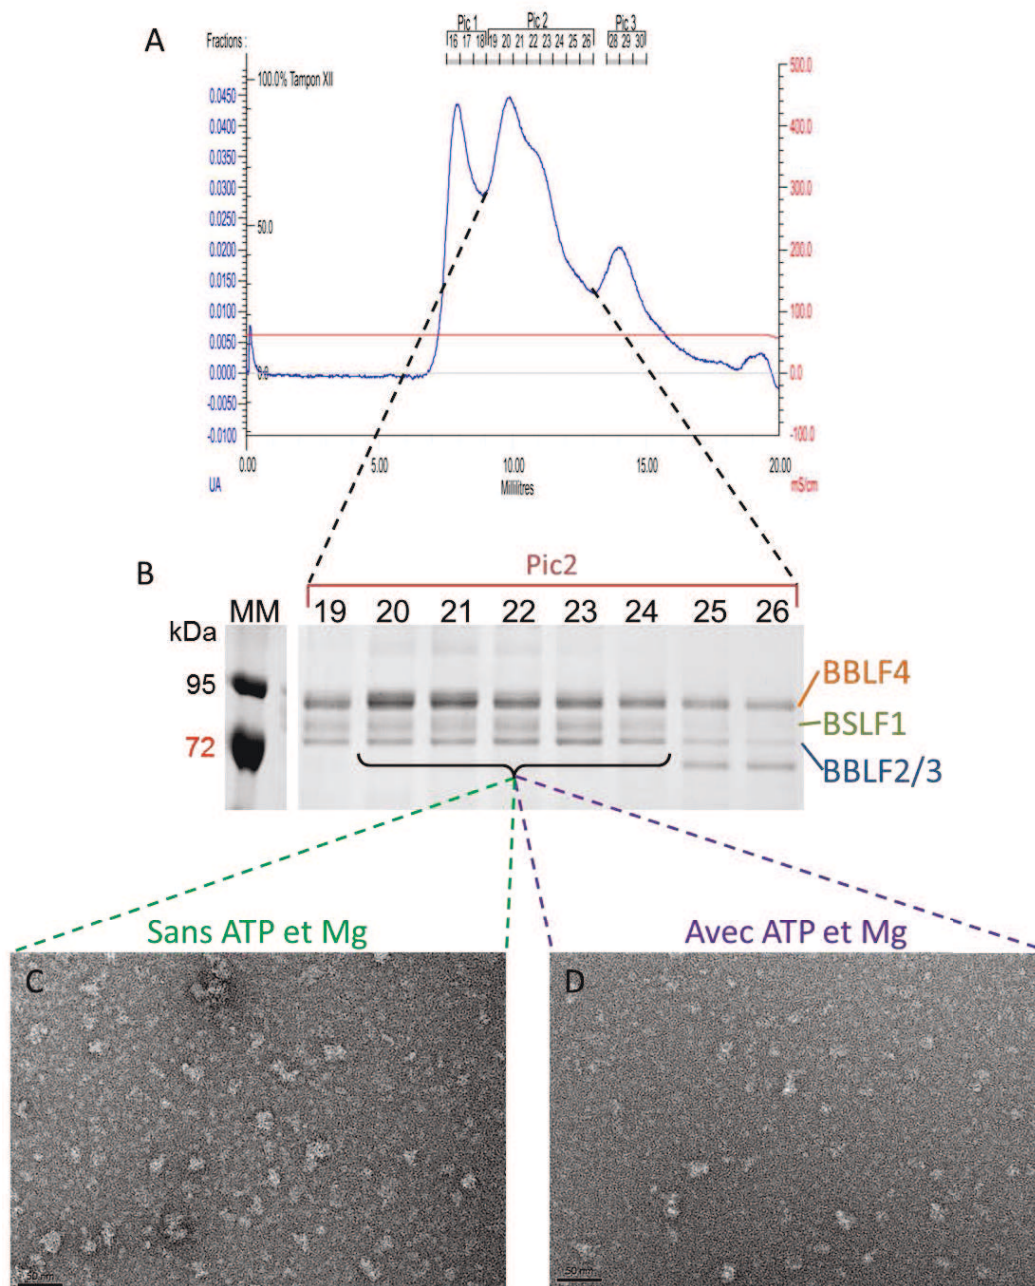 A
Fractions :
Pic 1 Pic 2 Pic 3
16 17 18 19 20 21 22 23 24 25 26 28 29 30
100.0% Tampon XII
50.0
0.0
0.0450
0.0400
0.0350
0.0300
0.0250
0.0200
0.0150
0.0100
0.0050
0.0000
-0.0050
-0.0100
500.0
400.0
300.0
200.0
100.0
0.0
-100.0
0.00 5.00 10.00 15.00 20.00
UA Millilitres mS/cm
B
Pic2
MM 19 20 21 22 23 24 25 26
kDa
95
72
BBLF4
BSLF1
BBLF2/3
Sans ATP et Mg Avec ATP et Mg
C D
50 nm 50 nm